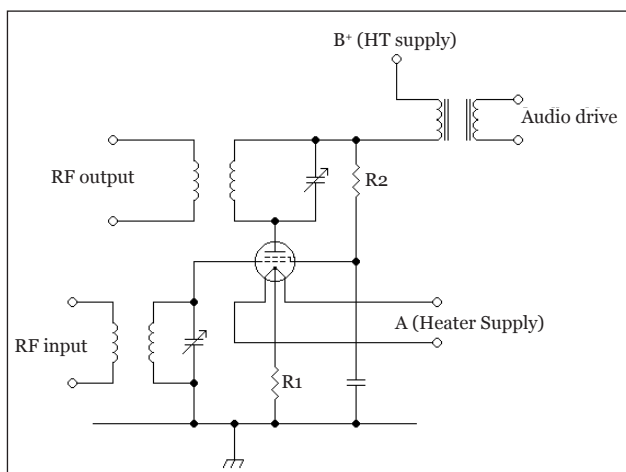 B⁺ (HT supply)
Audio drive
RF output
R2
A (Heater Supply)
RF input
R1